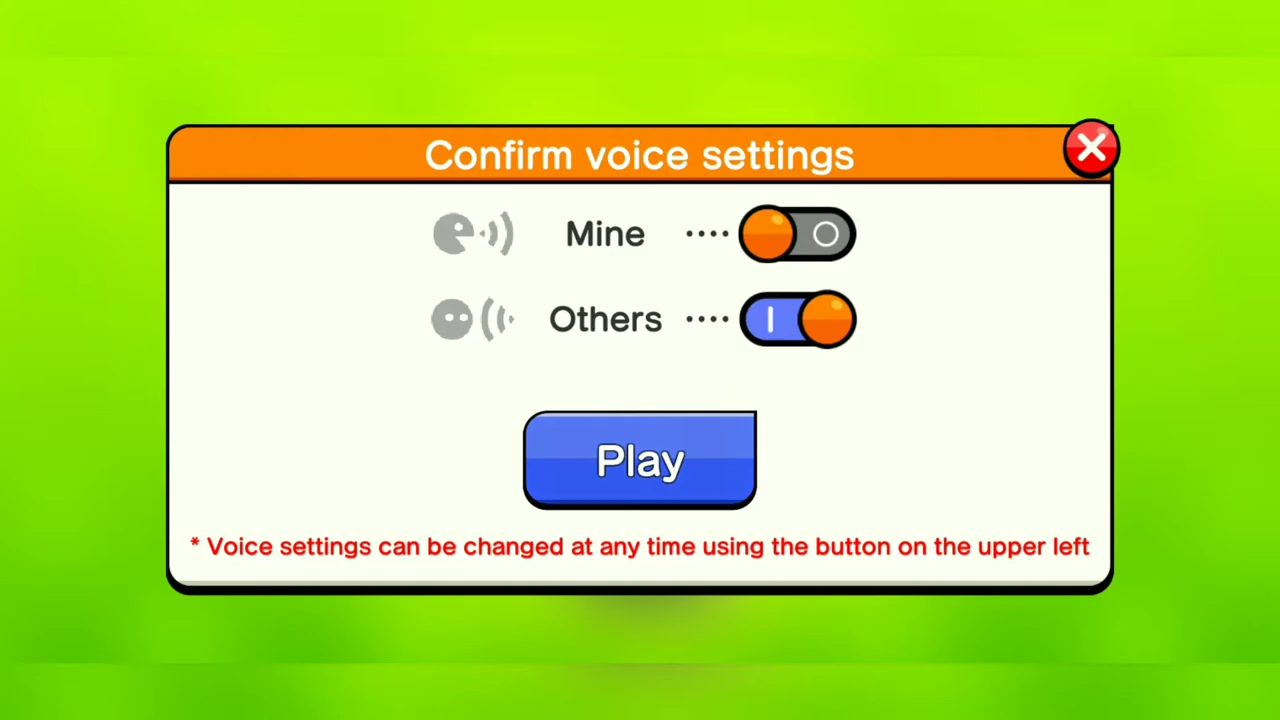 Confirm voice settings
Mine
Others
Play
* Voice settings can be changed at any time using the button on the upper left